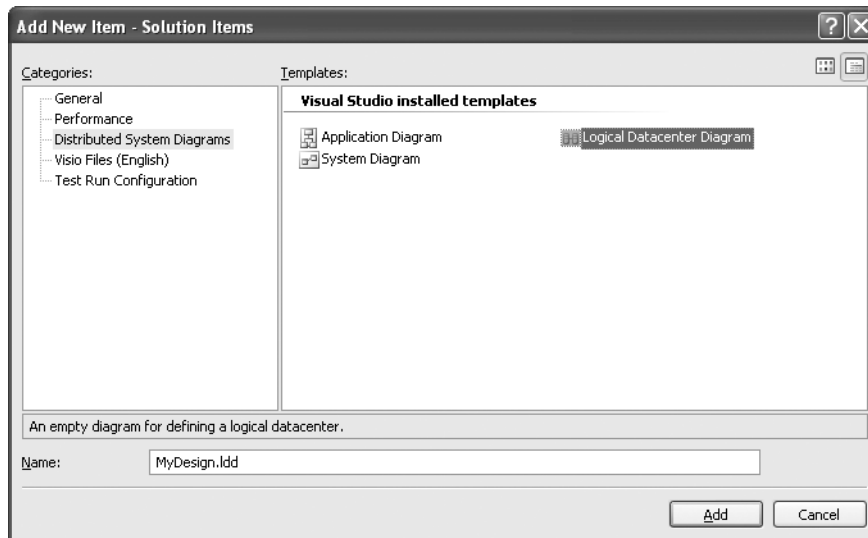 Add New Item - Solution Items
Categories:
Templates:
General
Performance
Distributed System Diagrams
Visio Files (English)
Test Run Configuration
Visual Studio installed templates
Application Diagram
Logical Datacenter Diagram
System Diagram
An empty diagram for defining a logical datacenter.
Name:
MyDesign.ldd
Add
Cancel